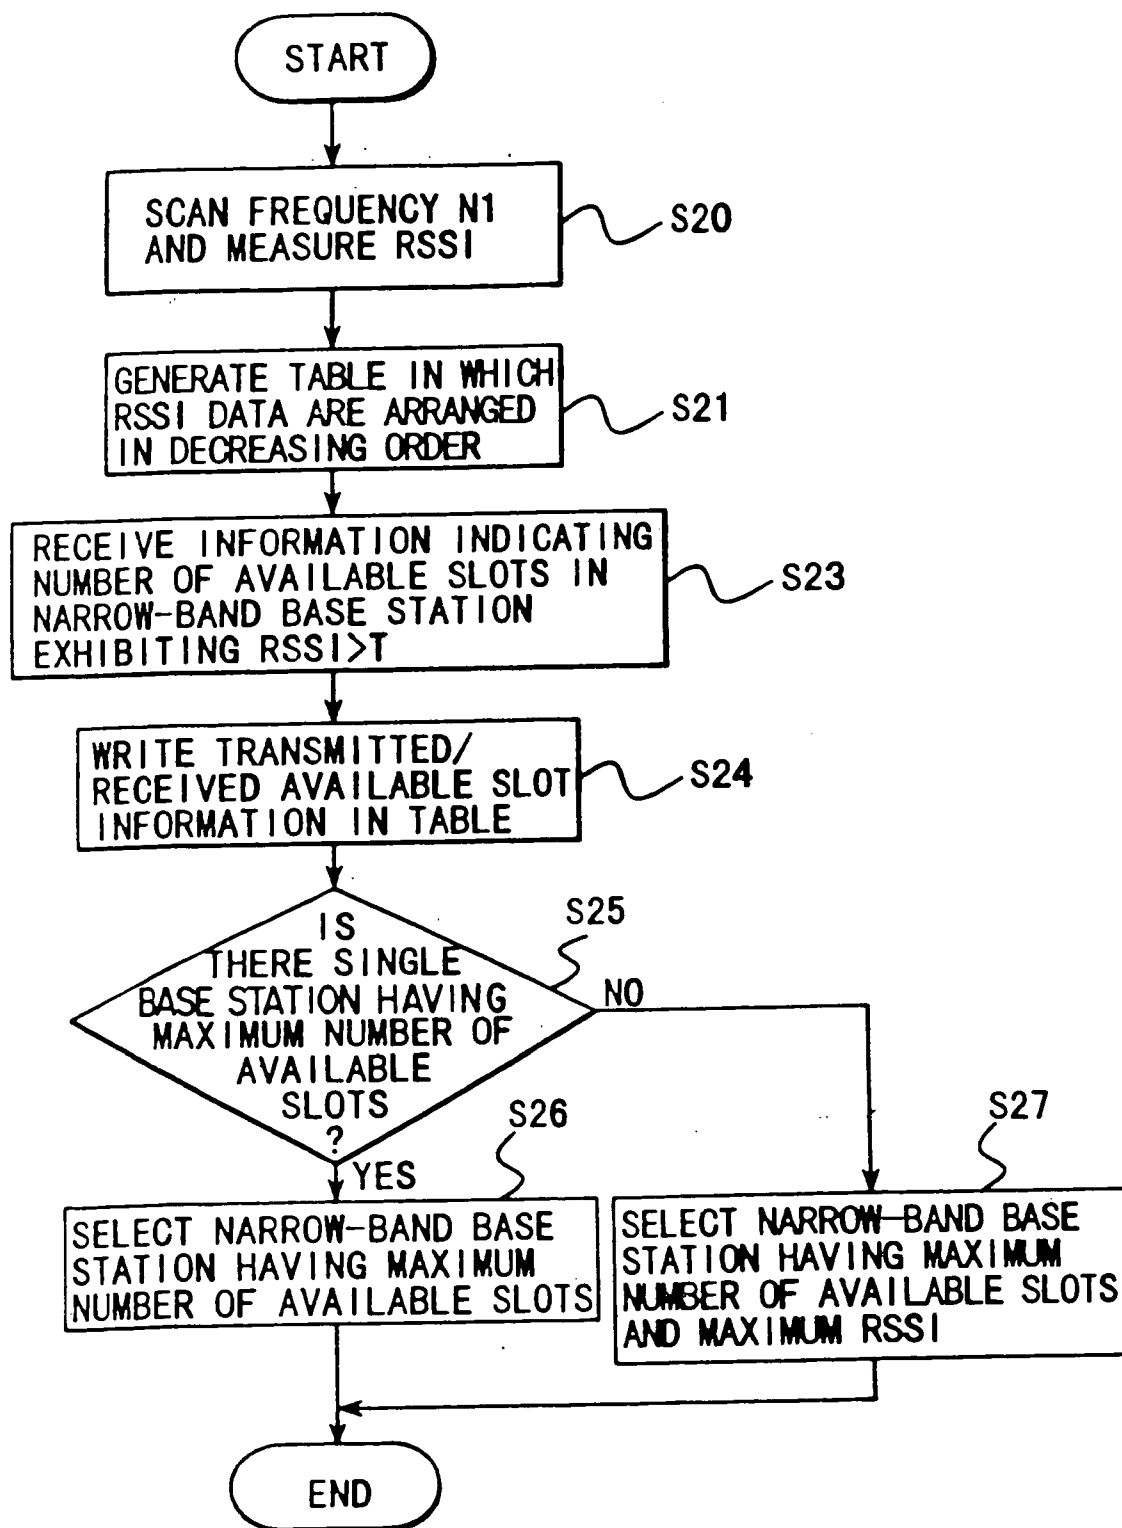 START
SCAN FREQUENCY N1
AND MEASURE RSSI
S20
GENERATE TABLE IN WHICH
RSSI DATA ARE ARRANGED
IN DECREASING ORDER
S21
RECEIVE INFORMATION INDICATING
NUMBER OF AVAILABLE SLOTS IN
NARROW-BAND BASE STATION
EXHIBITING RSSI>T
S23
WRITE TRANSMITTED/
RECEIVED AVAILABLE SLOT
INFORMATION IN TABLE
S24
IS
THERE SINGLE
BASE STATION HAVING
MAXIMUM NUMBER OF
AVAILABLE
SLOTS
?
S25
NO
YES
S26
SELECT NARROW-BAND BASE
STATION HAVING MAXIMUM
NUMBER OF AVAILABLE SLOTS
S27
SELECT NARROW-BAND BASE
STATION HAVING MAXIMUM
NUMBER OF AVAILABLE SLOTS
AND MAXIMUM RSSI
END